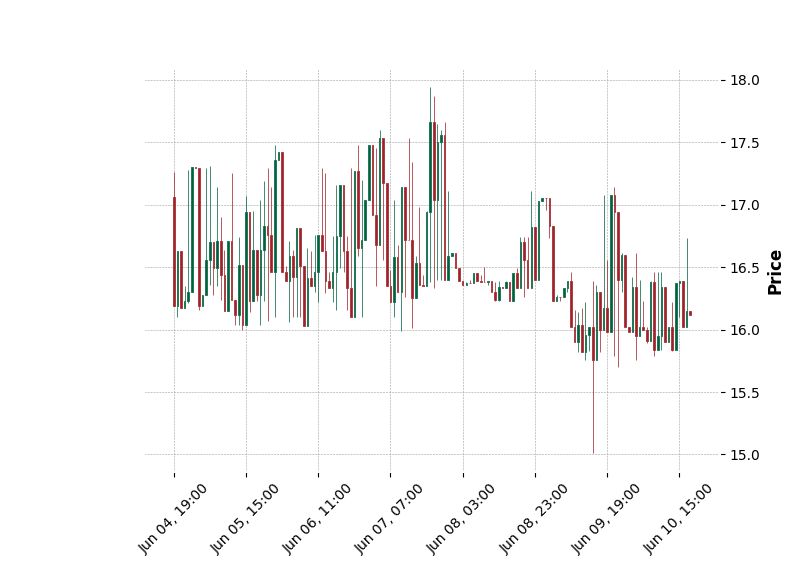 18.0
17.5
17.0
16.5
16.0
15.5
15.0
Price
Jun 04, 19:00
Jun 05, 15:00
Jun 06, 11:00
Jun 07, 07:00
Jun 08, 03:00
Jun 08, 23:00
Jun 09, 19:00
Jun 10, 15:00